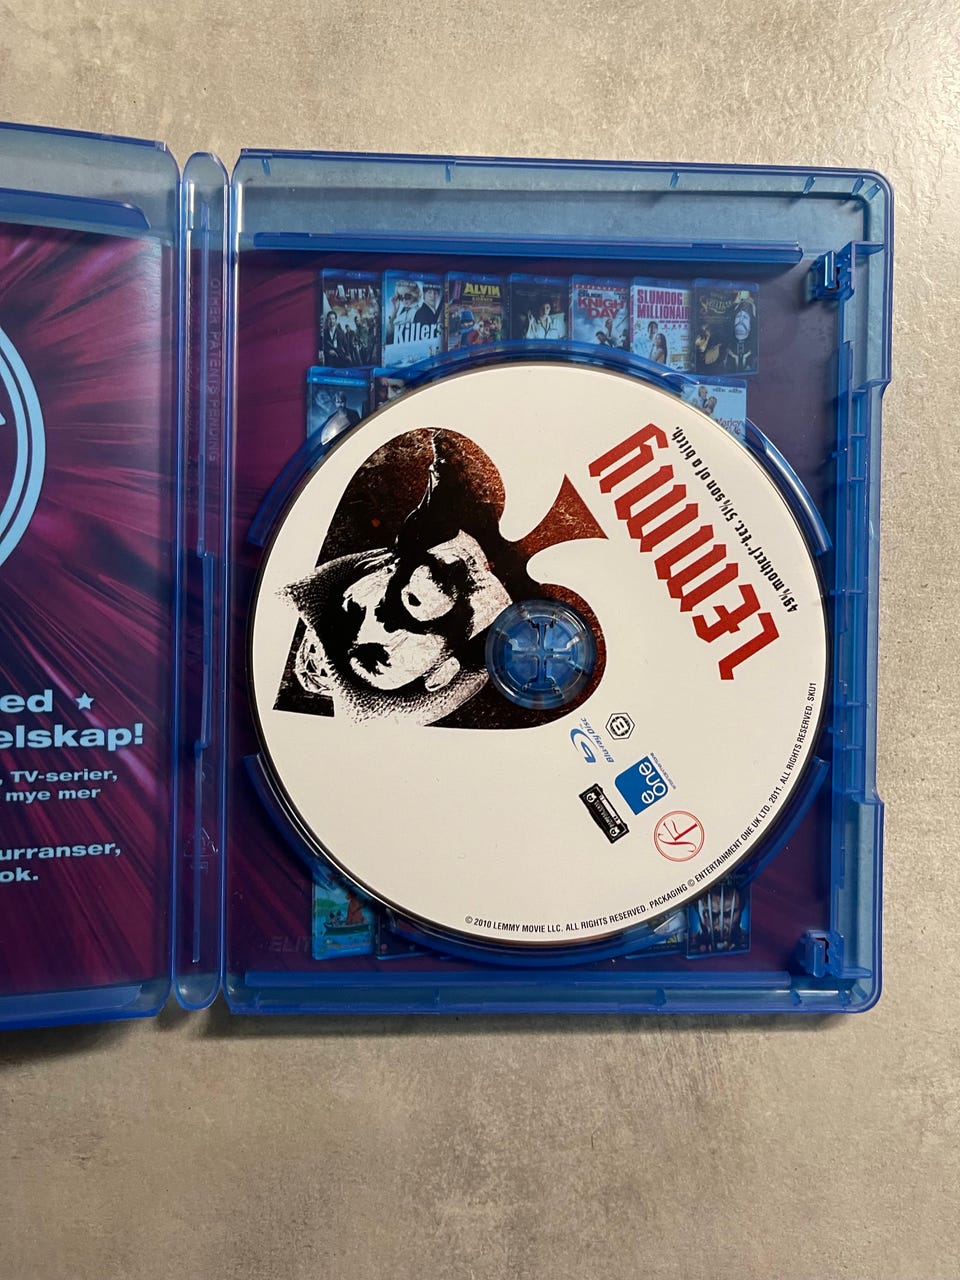 ed ★
elskap!
, TV-serier,
mye mer
urranser,
ok.
OTHER PATENTS PENDING
A-TEAM
Killers
ALVIN
KNIGHT
DAY
SLUMDOG
MILLIONAIRE
LEMMY
49% motherf**ker. 51% son of a bitch.
Blu-ray Disc
B
eone
© 2010 LEMMY MOVIE LLC. ALL RIGHTS RESERVED. PACKAGING © ENTERTAINMENT ONE UK LTD. 2011. ALL RIGHTS RESERVED. SKU1